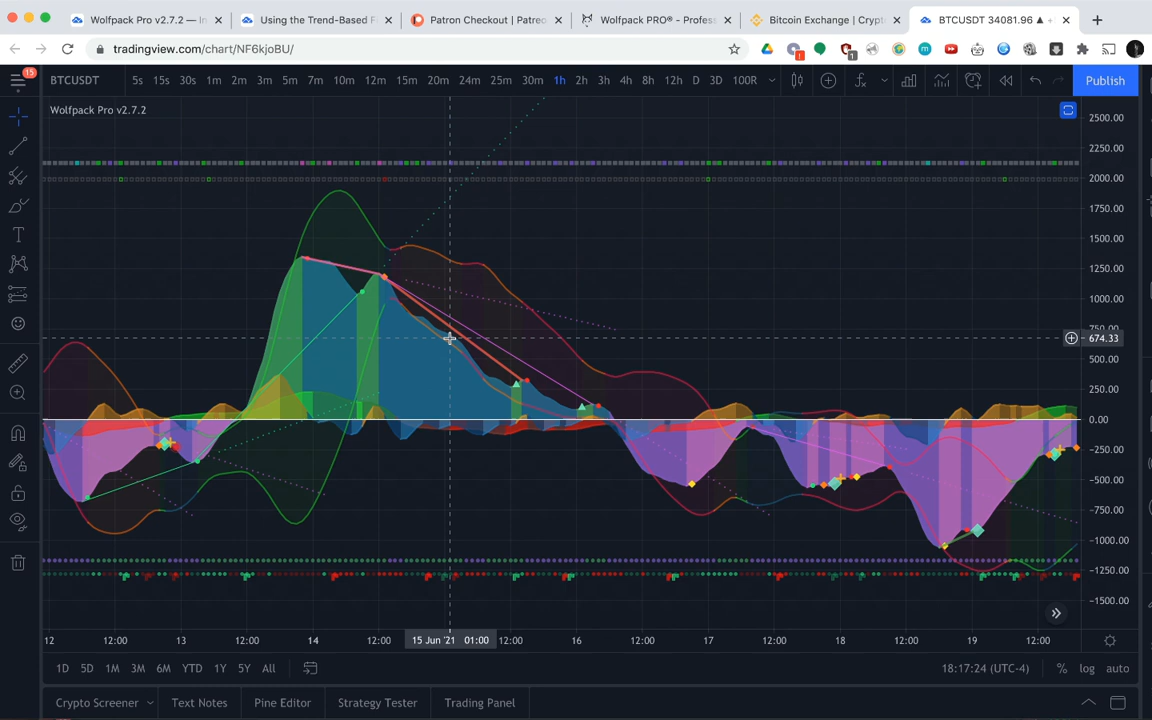 Wolfpack Pro v2.7.2 — In
Using the Trend-Based F
Patron Checkout | Patreo
Wolfpack PRO® - Profess
Bitcoin Exchange | Crypt
BTCUSDT 34081.96 ▲ +
tradingview.com/chart/NF6kjoBU/
15
BTCUSDT 5s 15s 30s 1m 2m 3m 5m 7m 10m 12m 15m 20m 24m 25m 30m 1h 2h 3h 4h 6h 8h 12h D 3D 100R Publish
Wolfpack Pro v2.7.2
2500.00
2250.00
2000.00
1750.00
1500.00
1250.00
1000.00
750.00
674.33
500.00
250.00
0.00
−250.00
−500.00
−750.00
−1000.00
−1250.00
−1500.00
12 12:00 13 12:00 14 12:00 15 Jun '21 01:00 12:00 16 12:00 17 12:00 18 12:00 19 12:00
1D 5D 1M 3M 6M YTD 1Y 5Y All 18:17:24 (UTC-4) % log auto
Crypto Screener Text Notes Pine Editor Strategy Tester Trading Panel